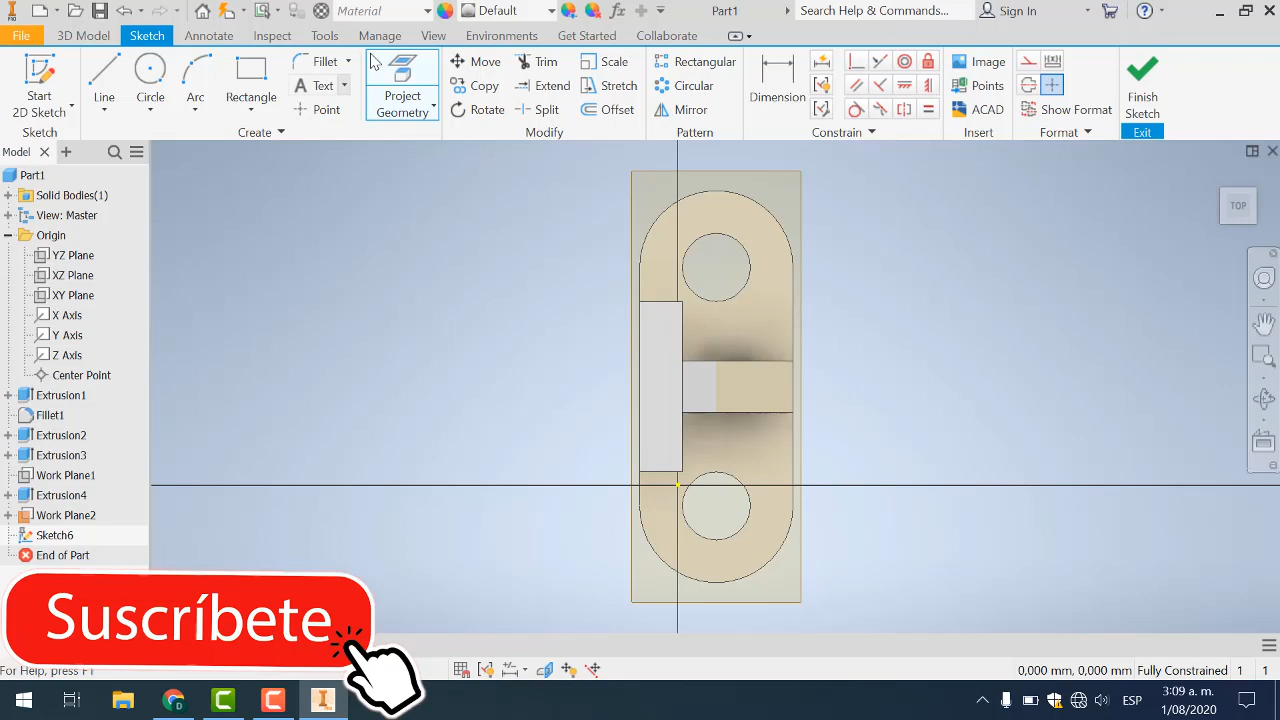 PRO
Material
Default
Part1
Search Help & Commands...
Sign In
File
3D Model
Sketch
Annotate
Inspect
Tools
Manage
View
Environments
Get Started
Collaborate
Start
2D Sketch
Line
Circle
Arc
Rectangle
Fillet
Text
Point
Project
Geometry
Move
Copy
Rotate
Trim
Extend
Split
Scale
Stretch
Offset
Rectangular
Circular
Mirror
Dimension
Image
Points
ACAD
Show Format
Finish
Sketch
Sketch
Create
Modify
Pattern
Constrain
Insert
Format
Exit
Model
Part1
Solid Bodies(1)
View: Master
Origin
YZ Plane
XZ Plane
XY Plane
X Axis
Y Axis
Z Axis
Center Point
Extrusion1
Fillet1
Extrusion2
Extrusion3
Work Plane1
Extrusion4
Work Plane2
Sketch6
End of Part
TOP
Suscríbete
For Help, press F1
0,000 mm, 0,000 mm
Fully Constrained
1
1
ESP
3:09 a. m.
1/08/2020